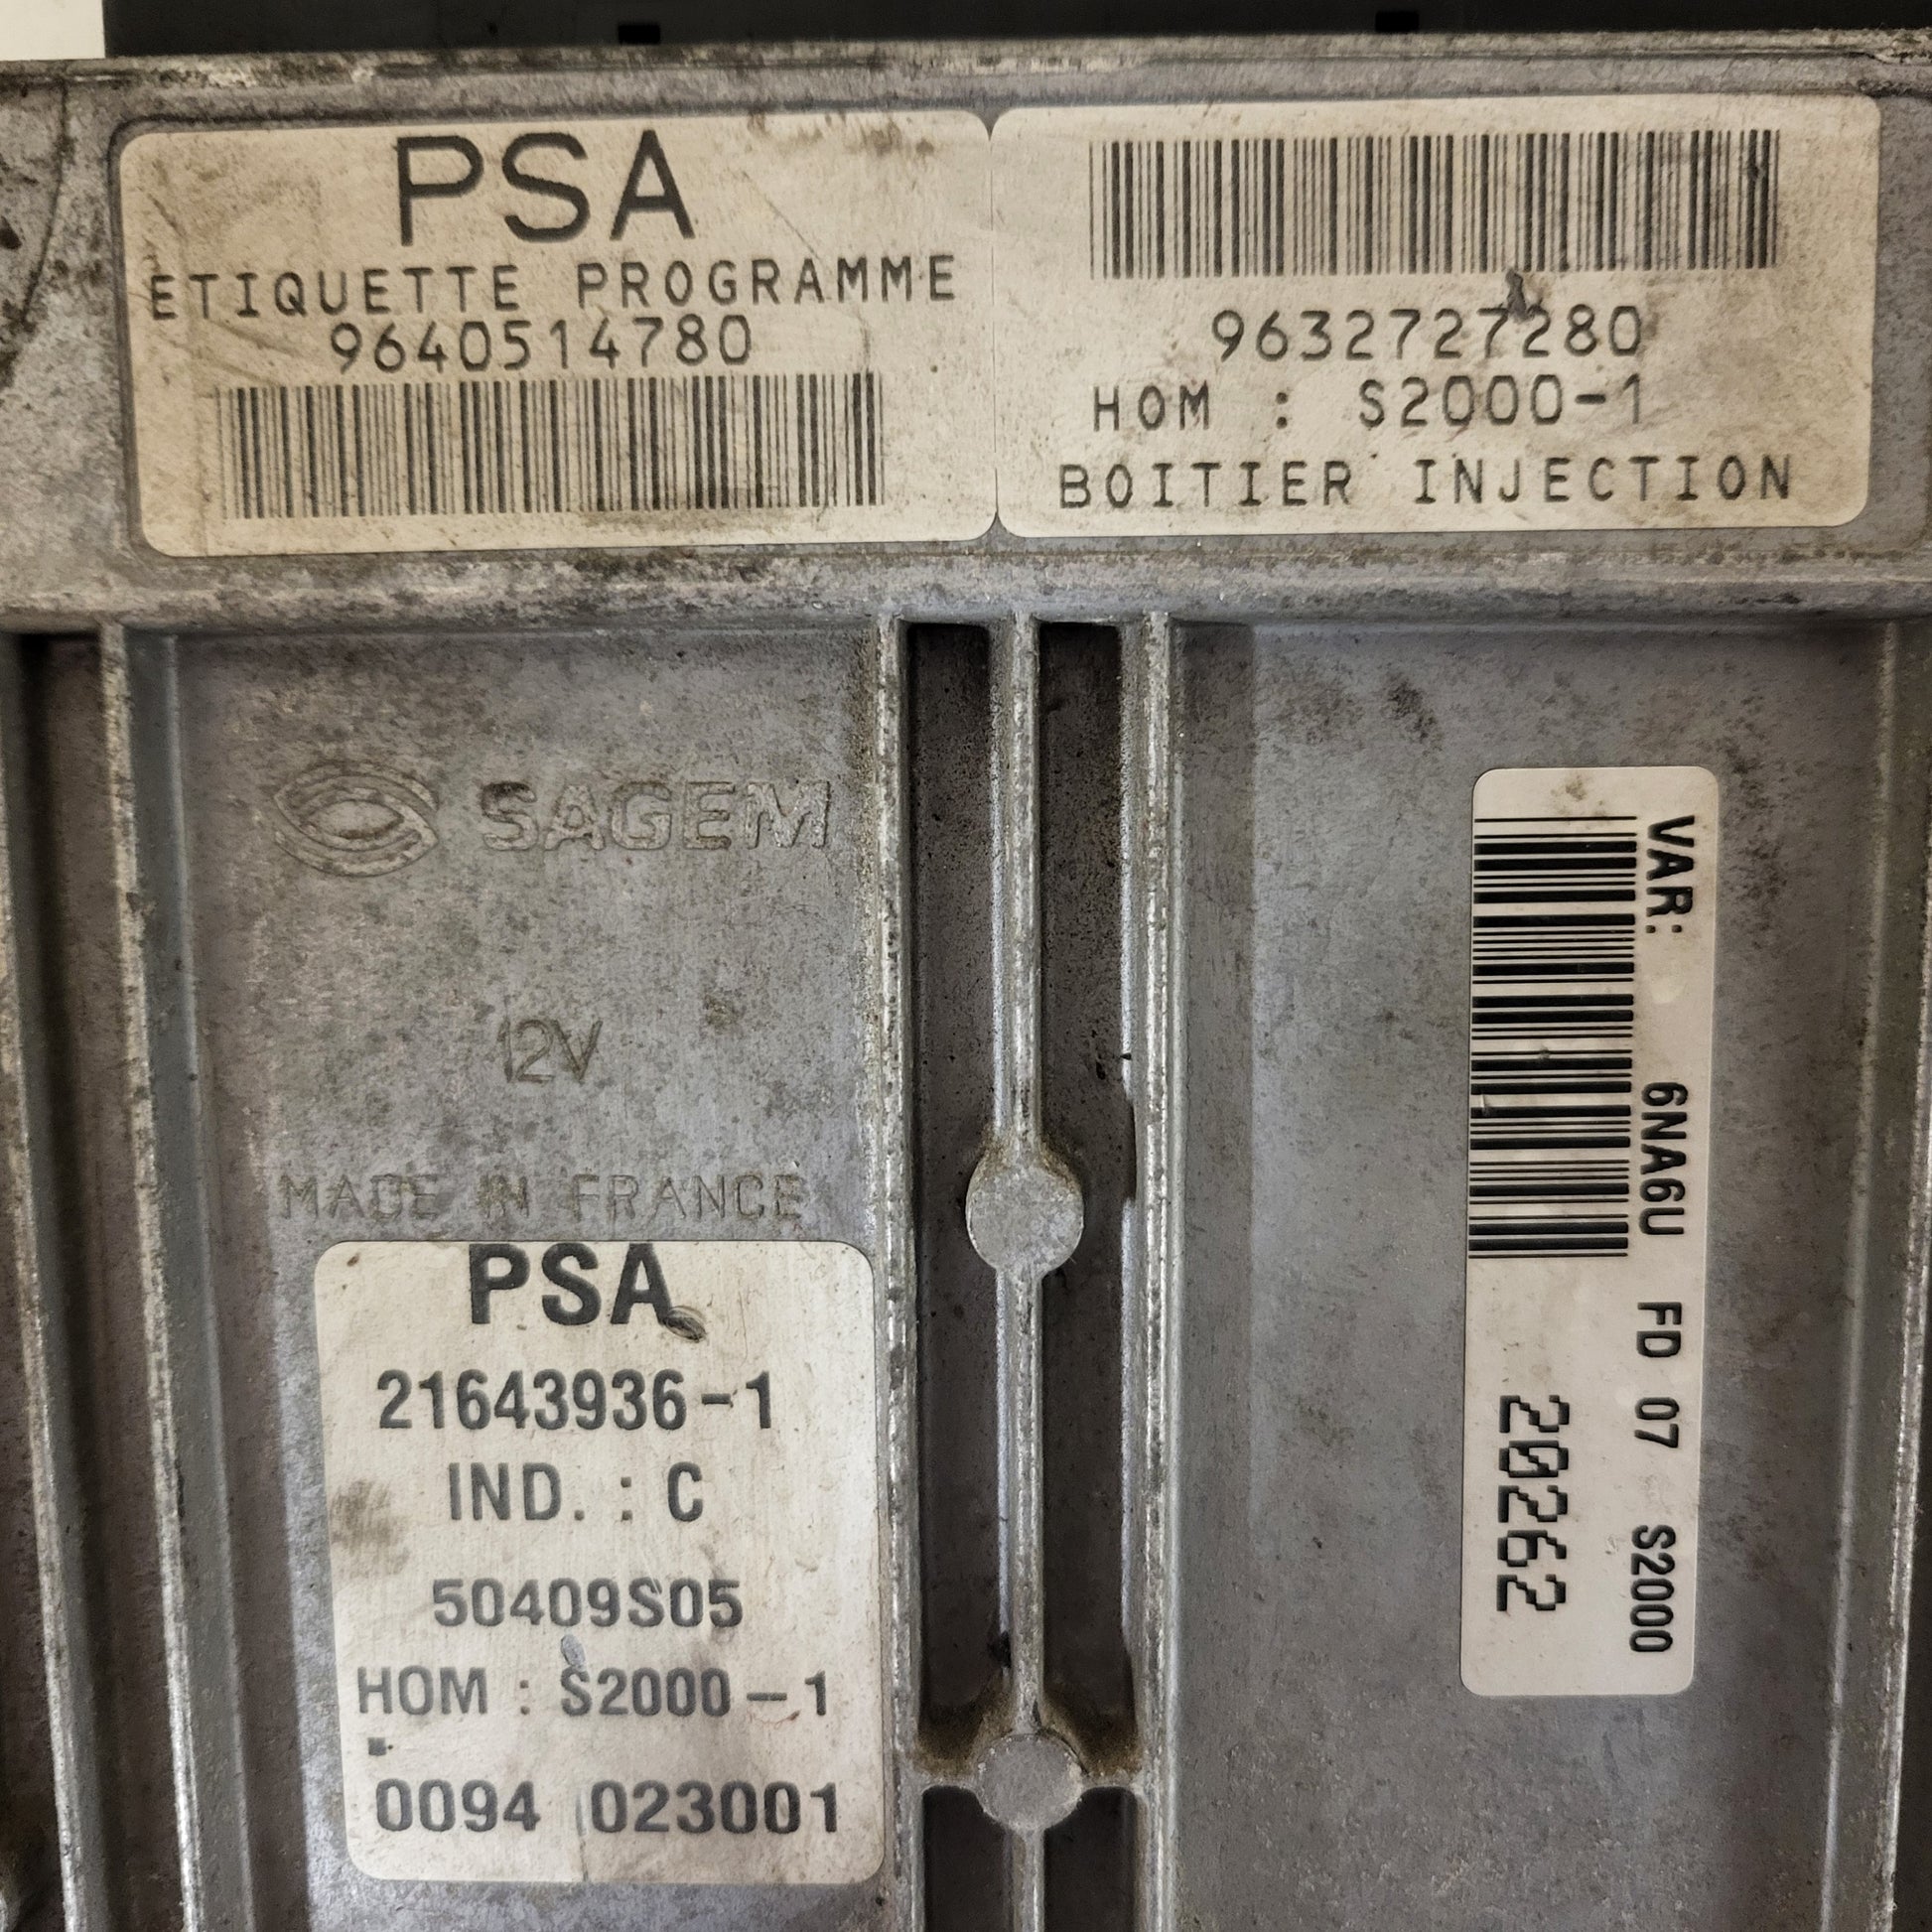 PSA
ETIQUETTE PROGRAMME
9640514780
9632727280
HOM : S2000-1
BOITIER INJECTION
SAGEM
12V
MADE IN FRANCE
PSA
21643936-1
IND. : C
50409S05
HOM : S2000-1
0094 023001
VAR: 6NA6U FD 07 S2000
20262